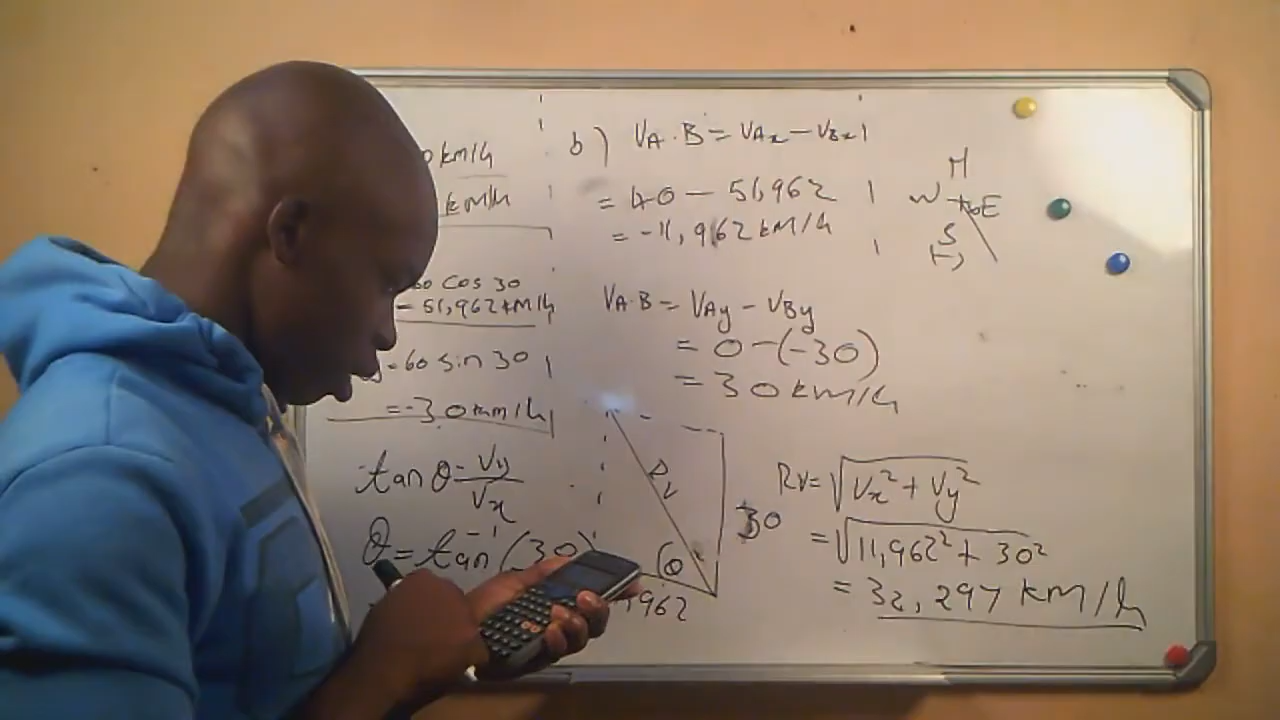 0 km/h
km/h
60 cos 30
= 51,962 km/h
= 60 sin 30
= -30 km/h
tan θ = Vy/Vx
θ = tan⁻¹(30
b) VA·B = VAx - VBx
= 40 - 51,962
= -11,962 km/h
VA·B = VAy - VBy
= 0 - (-30)
= 30 km/h
W E
S
θ
30
962
RV = √Vx² + Vy²
= √11,962² + 30²
= 32,297 km/h